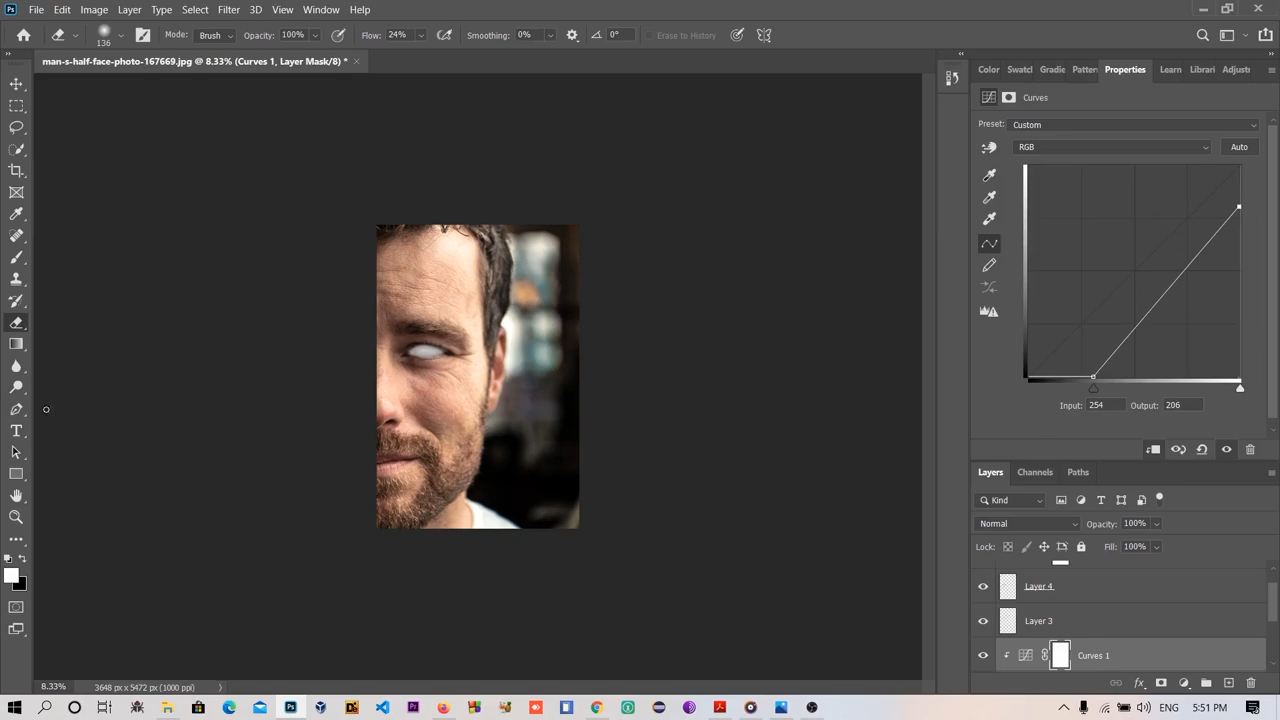 Ps File Edit Image Layer Type Select Filter 3D View Window Help
136 Mode: Brush Opacity: 100% Flow: 24% Smoothing: 0% 0° Erase to History
man-s-half-face-photo-167669.jpg @ 8.33% (Curves 1, Layer Mask/8) *
Color Swatcl Gradie Patterr Properties Learn Librari Adjustr
Curves
Preset: Custom
RGB Auto
Input: 254 Output: 206
Layers Channels Paths
Kind
Normal Opacity: 100%
Lock: Fill: 100%
Layer 4
Layer 3
Curves 1
8.33% 3648 px x 5472 px (1000 ppi)
ENG 5:51 PM